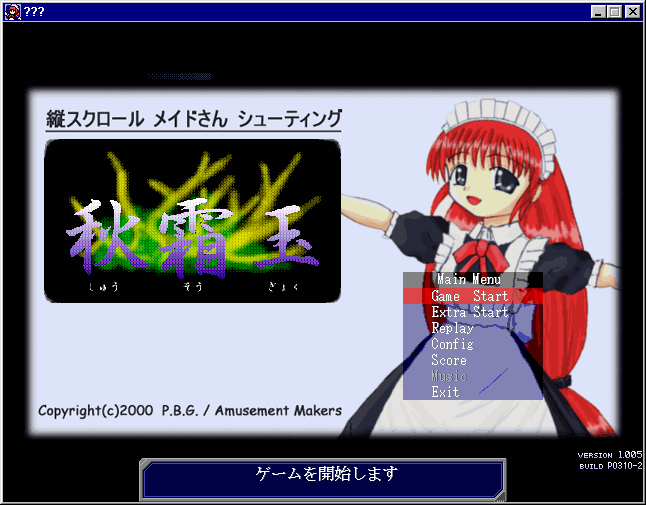 ???
縦スクロール メイドさん シューティング
秋霜玉
しゅう そう ぎょく
Main Menu
Game Start
Extra Start
Replay
Config
Score
Music
Exit
Copyright(c)2000 P.B.G. / Amusement Makers
VERSION 1.005
BUILD P0310-2
ゲームを開始します